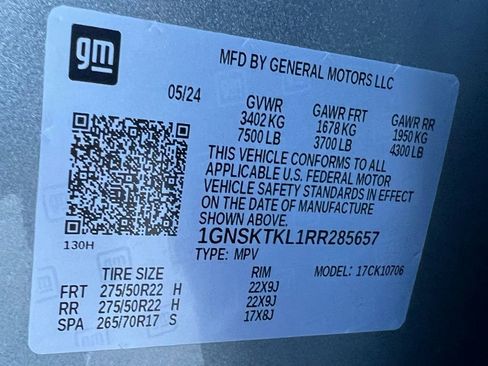 gm
MFD BY GENERAL MOTORS LLC
05/24
GVWR GAWR FRT GAWR RR
3402 KG 1678 KG 1950 KG
7500 LB 3700 LB 4300 LB
THIS VEHICLE CONFORMS TO ALL
APPLICABLE U.S. FEDERAL MOTOR
VEHICLE SAFETY STANDARDS IN EFFECT
ON THE DATE OF MANUFACTURE
SHOWN ABOVE.
130H
1GNSKTKL1RR285657
TYPE: MPV MODEL: 17CK10706
TIRE SIZE RIM
FRT 275/50R22 H 22X9J
RR 275/50R22 H 22X9J
SPA 265/70R17 S 17X8J